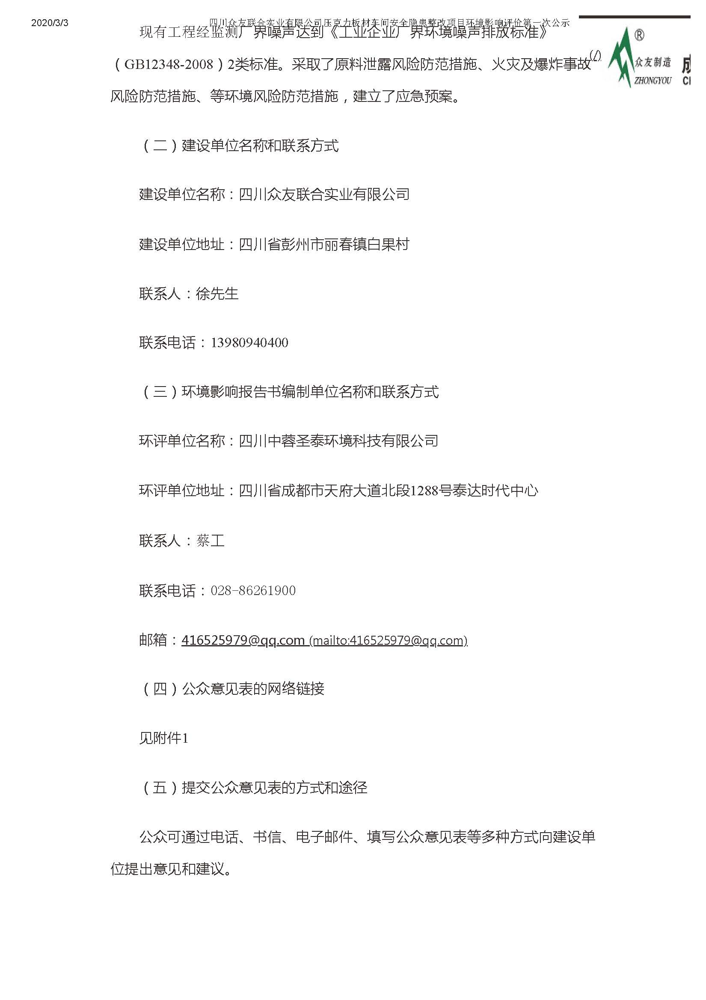 2020/3/3
四川众友联合实业有限公司压克力板材车间安全隐患整改项目环境影响评价第一次公示
现有工程经监测厂界噪声达到《工业企业厂界环境噪声排放标准》
（GB12348-2008）2类标准。采取了原料泄露风险防范措施、火灾及爆炸事故
(/)
®
众友制造
ZHONGYOU
风险防范措施、等环境风险防范措施，建立了应急预案。
（二）建设单位名称和联系方式
建设单位名称：四川众友联合实业有限公司
建设单位地址：四川省彭州市丽春镇白果村
联系人：徐先生
联系电话：13980940400
（三）环境影响报告书编制单位名称和联系方式
环评单位名称：四川中蓉圣泰环境科技有限公司
环评单位地址：四川省成都市天府大道北段1288号泰达时代中心
联系人：蔡工
联系电话：028-86261900
邮箱：416525979@qq.com (mailto:416525979@qq.com)
（四）公众意见表的网络链接
见附件1
（五）提交公众意见表的方式和途径
公众可通过电话、书信、电子邮件、填写公众意见表等多种方式向建设单
位提出意见和建议。